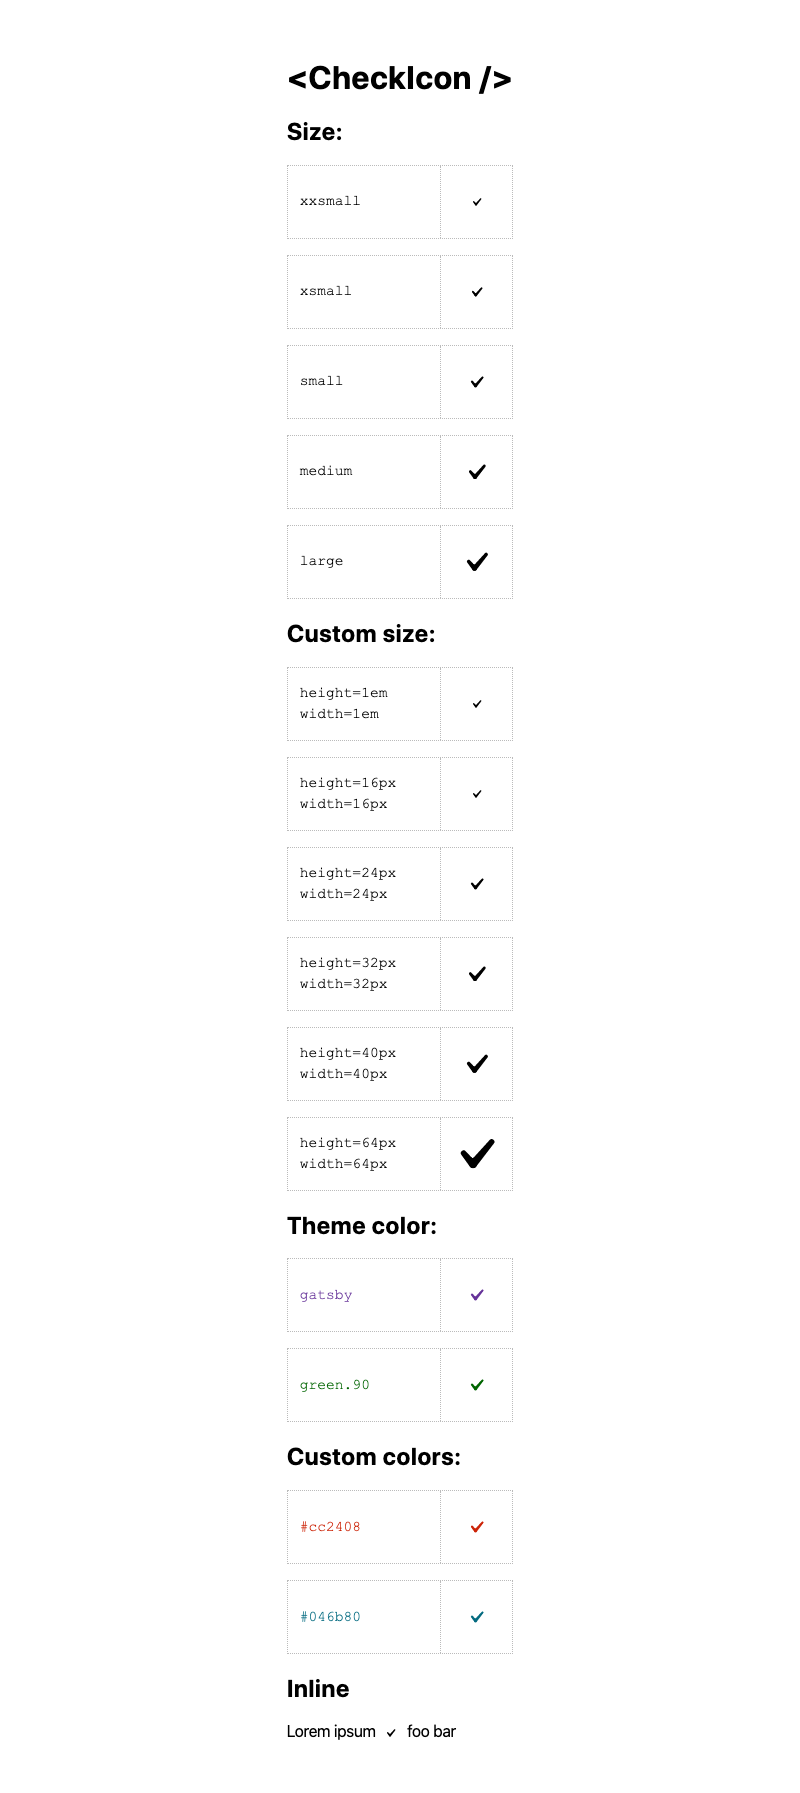 <CheckIcon />
Size:
xxsmall
xsmall
small
medium
large
Custom size:
height=1em
width=1em
height=16px
width=16px
height=24px
width=24px
height=32px
width=32px
height=40px
width=40px
height=64px
width=64px
Theme color:
gatsby
green.90
Custom colors:
#cc2408
#046b80
Inline
Lorem ipsum ✓ foo bar